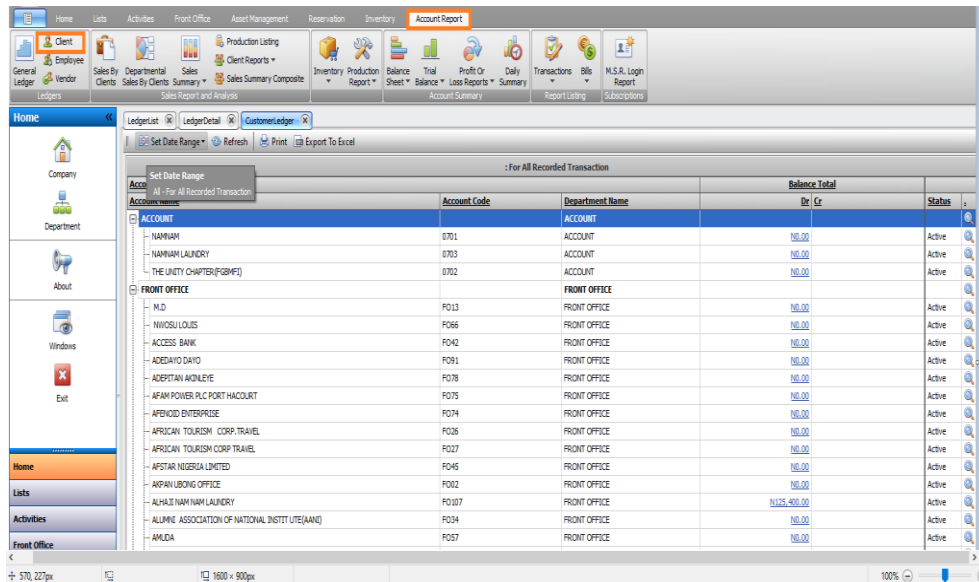 Home Lists Activities Front Office Asset Management Reservation Inventory Account Report
Client
Employee
Vendor
General Ledger
Sales By Clients
Departmental Sales By Clients
Sales Summary
Production Listing
Client Reports
Sales Summary Composite
Inventory
Production Report
Balance Sheet
Trial Balance
Profit Or Loss Reports
Daily Summary
Transactions
Bills
M.S.R. Login Report
Ledgers Sales Report and Analysis Account Summary Report Listing Subscriptions
Home
LedgerList LedgerDetail CustomerLedger
Set Date Range Refresh Print Export To Excel
: For All Recorded Transaction
Set Date Range
All - For All Recorded Transaction
Company
Department
About
Windows
Exit
Home
Lists
Activities
Front Office
Balance Total
Account Name Account Code Department Name Dr Cr Status .
ACCOUNT ACCOUNT
NAMNAM 0701 ACCOUNT N0.00 Active
NAMNAM LAUNDRY 0703 ACCOUNT N0.00 Active
THE UNITY CHAPTER(FGBMFI) 0702 ACCOUNT N0.00 Active
FRONT OFFICE FRONT OFFICE
M.D FO13 FRONT OFFICE N0.00 Active
NWOSU LOUIS FO66 FRONT OFFICE N0.00 Active
ACCESS BANK FO42 FRONT OFFICE N0.00 Active
ADEDAYO DAYO FO91 FRONT OFFICE N0.00 Active
ADEPITAN AKINLEYE FO78 FRONT OFFICE N0.00 Active
AFAM POWER PLC PORT HACOURT FO75 FRONT OFFICE N0.00 Active
AFENOID ENTERPRISE FO74 FRONT OFFICE N0.00 Active
AFRICAN TOURISM CORP.TRAVEL FO26 FRONT OFFICE N0.00 Active
AFRICAN TOURISM CORP TRAVEL FO27 FRONT OFFICE N0.00 Active
AFSTAR NIGERIA LIMITED FO45 FRONT OFFICE N0.00 Active
AKPAN UBONG OFFICE FO02 FRONT OFFICE N0.00 Active
ALHAJI NAM NAM LAUNDRY FO107 FRONT OFFICE N125,400.00 Active
ALUMNI ASSOCIATION OF NATIONAL INSTIT UTE(AANI) FO34 FRONT OFFICE N0.00 Active
AMUDA FO57 FRONT OFFICE N0.00 Active
570, 227px 1600 × 900px 100%